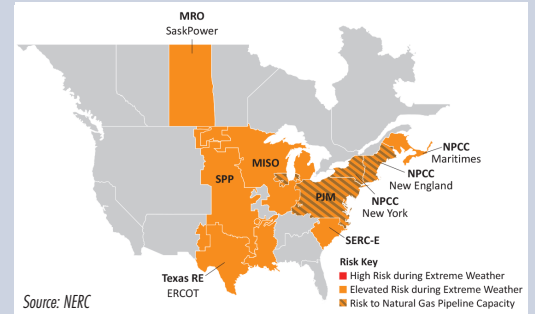 MRO
SaskPower
MISO
SPP
PJM
NPCC
Maritimes
NPCC
New England
NPCC
New York
SERC-E
Texas RE
ERCOT
Risk Key
High Risk during Extreme Weather
Elevated Risk during Extreme Weather
Risk to Natural Gas Pipeline Capacity
Source: NERC